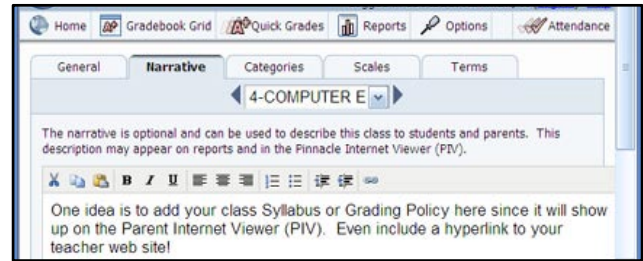 Home Gradebook Grid Quick Grades Reports Options Attendance
General Narrative Categories Scales Terms
4-COMPUTER E
The narrative is optional and can be used to describe this class to students and parents. This
description may appear on reports and in the Pinnacle Internet Viewer (PIV).
B I U
One idea is to add your class Syllabus or Grading Policy here since it will show
up on the Parent Internet Viewer (PIV). Even include a hyperlink to your
teacher web site!